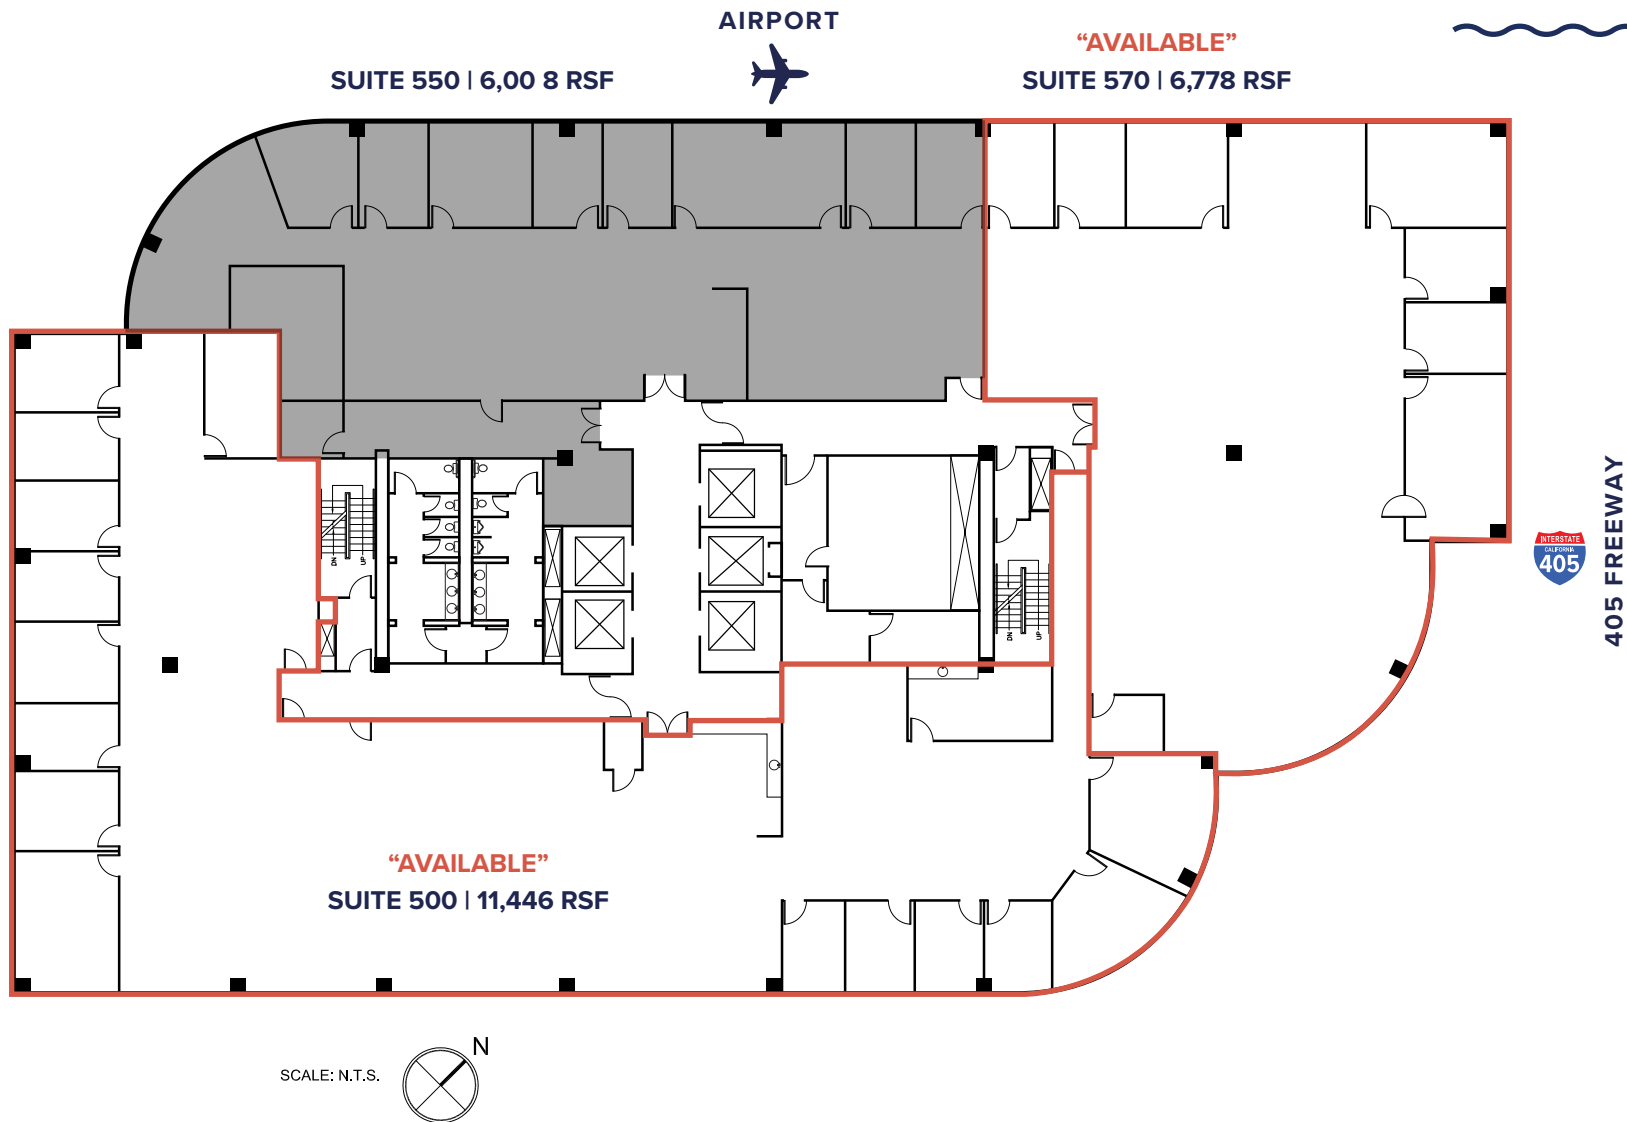 AIRPORT
“AVAILABLE”
SUITE 550 | 6,00 8 RSF
SUITE 570 | 6,778 RSF
DN
UP
DN
UP
INTERSTATE
CALIFORNIA
405
405 FREEWAY
“AVAILABLE”
SUITE 500 | 11,446 RSF
N
SCALE: N.T.S.